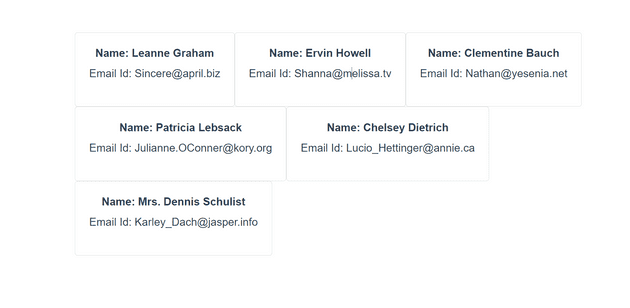 Name: Leanne Graham
Email Id: Sincere@april.biz
Name: Ervin Howell
Email Id: Shanna@melissa.tv
Name: Clementine Bauch
Email Id: Nathan@yesenia.net
Name: Patricia Lebsack
Email Id: Julianne.OConner@kory.org
Name: Chelsey Dietrich
Email Id: Lucio_Hettinger@annie.ca
Name: Mrs. Dennis Schulist
Email Id: Karley_Dach@jasper.info